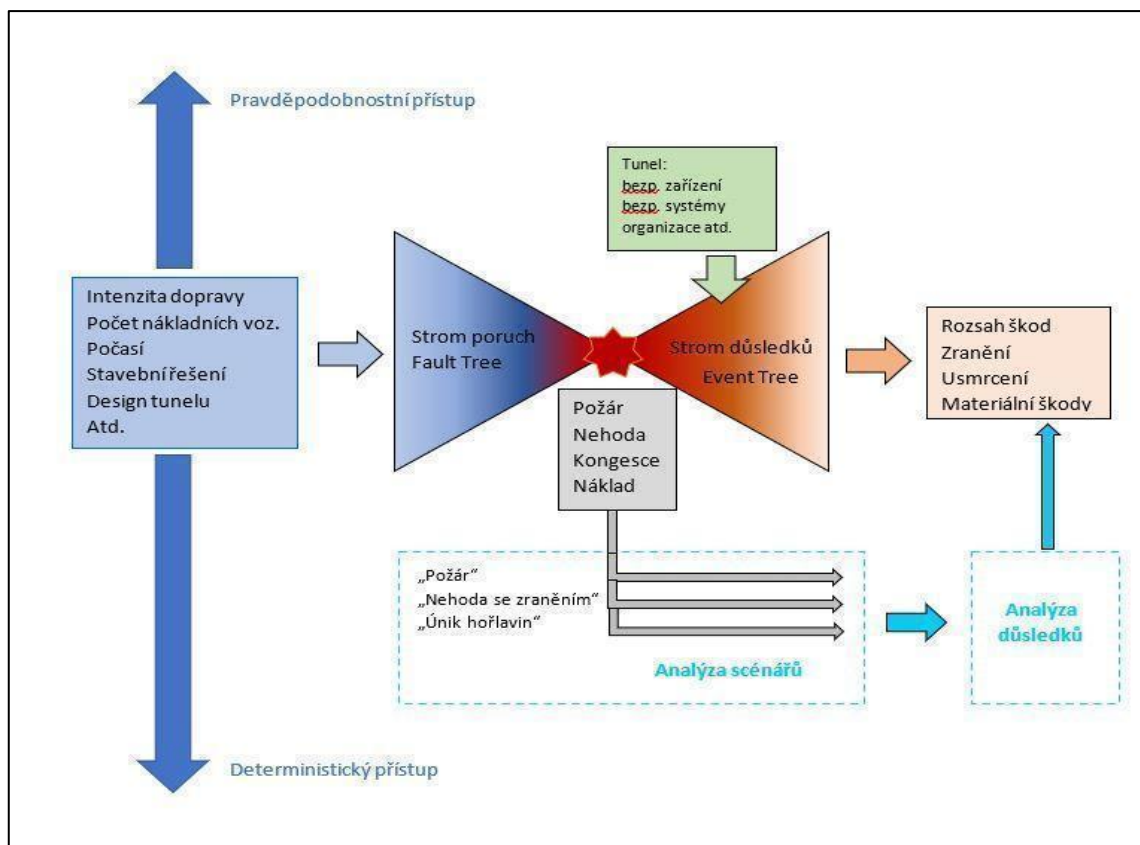 Pravděpodobnostní přístup
Tunel:
bezp. zařízení
bezp. systémy
organizace atd.
Intenzita dopravy
Počet nákladních voz.
Počasí
Stavební řešení
Design tunelu
Atd.
Strom poruch
Fault Tree
Strom důsledků
Event Tree
Rozsah škod
Zranění
Usmrcení
Materiální škody
Požár
Nehoda
Kongesce
Náklad
„Požár“
„Nehoda se zraněním“
„Únik hořlavin“
Analýza scénářů
Analýza
důsledků
Deterministický přístup